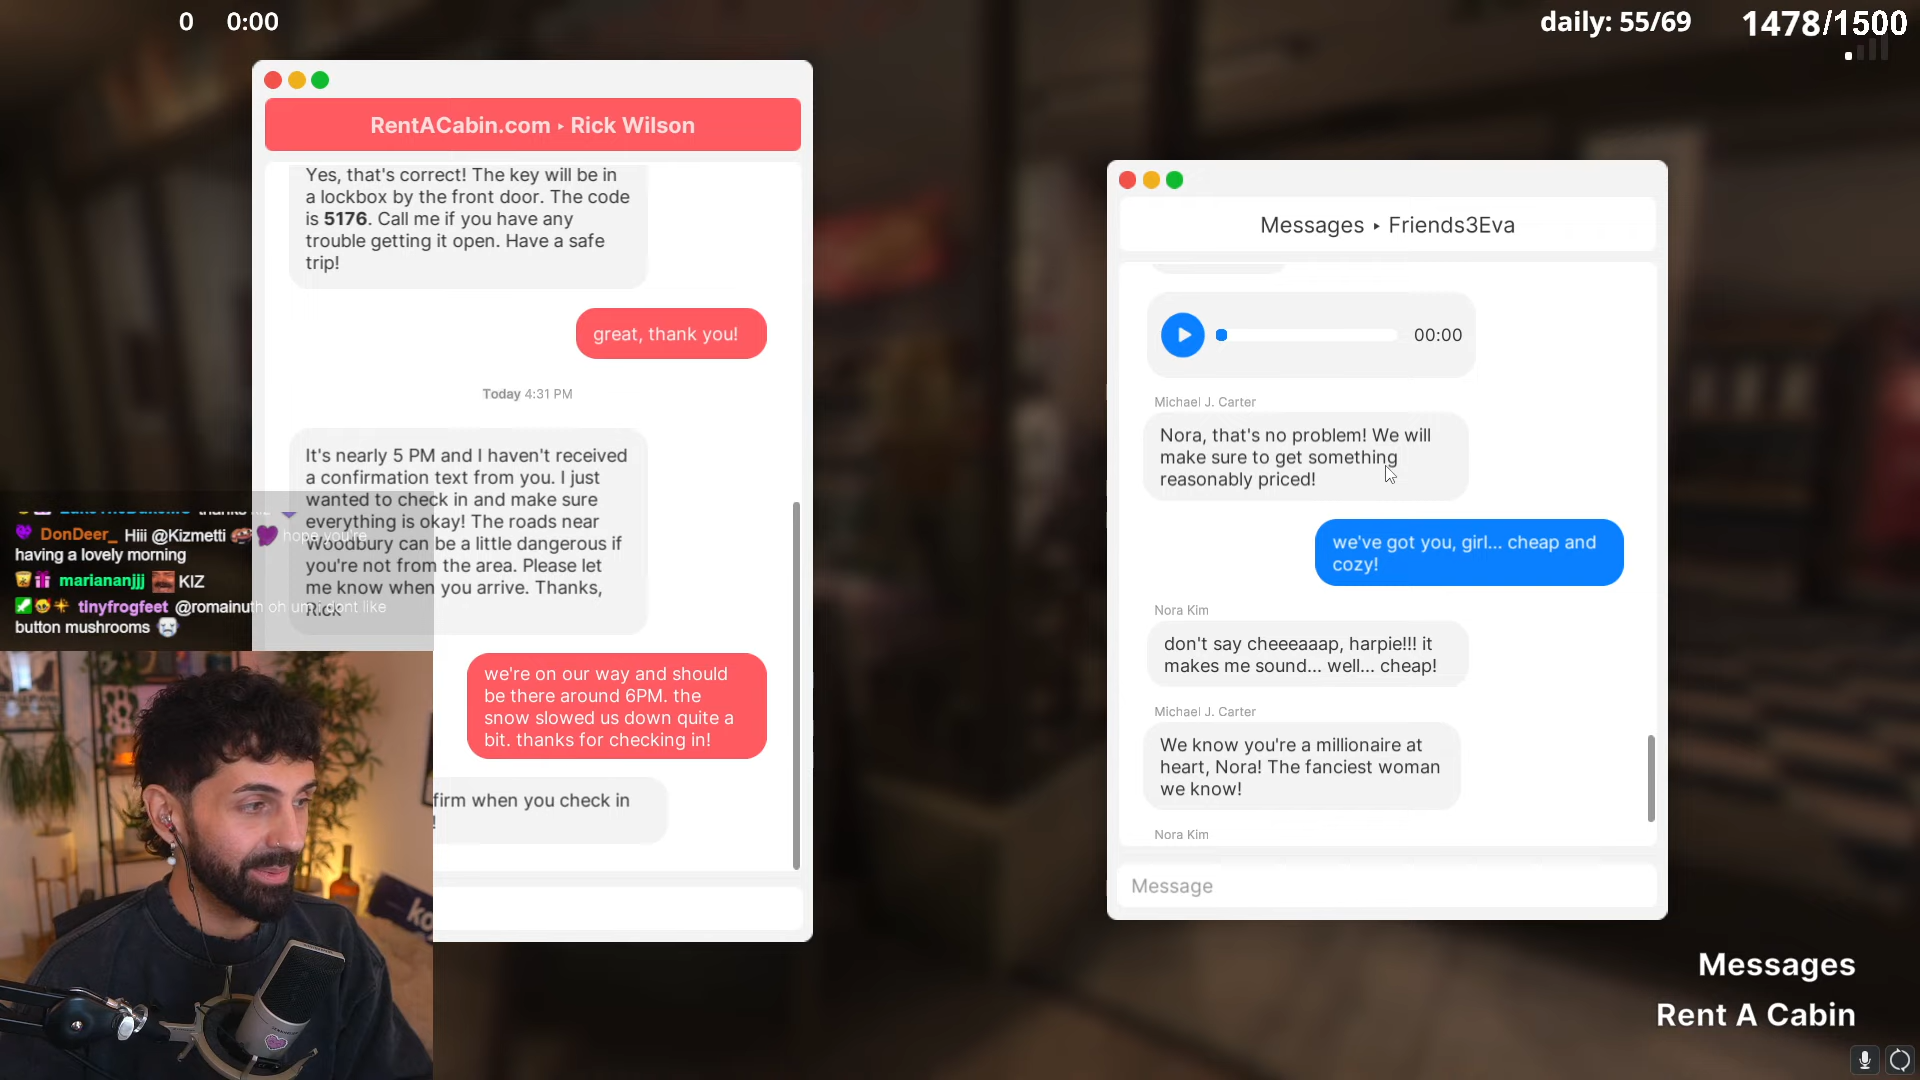 0 0:00
daily: 55/69 1478/1500
RentACabin.com ▸ Rick Wilson
Yes, that's correct! The key will be in
a lockbox by the front door. The code
is 5176. Call me if you have any
trouble getting it open. Have a safe
trip!
great, thank you!
Today 4:31 PM
It's nearly 5 PM and I haven't received
a confirmation text from you. I just
wanted to check in and make sure
everything is okay! The roads near
Woodbury can be a little dangerous if
you're not from the area. Please let
me know when you arrive. Thanks,
Rick
we're on our way and should
be there around 6PM. the
snow slowed us down quite a
bit. thanks for checking in!
firm when you check in
!
DonDeer_ Hiii @Kizmetti hope you're
having a lovely morning
mariananjjj KIZ
tinyfrogfeet @romainuth oh um i dont like
button mushrooms
Messages ▸ Friends3Eva
00:00
Michael J. Carter
Nora, that's no problem! We will
make sure to get something
reasonably priced!
we've got you, girl... cheap and
cozy!
Nora Kim
don't say cheeeaaap, harpie!!! it
makes me sound... well... cheap!
Michael J. Carter
We know you're a millionaire at
heart, Nora! The fanciest woman
we know!
Nora Kim
Message
Messages
Rent A Cabin